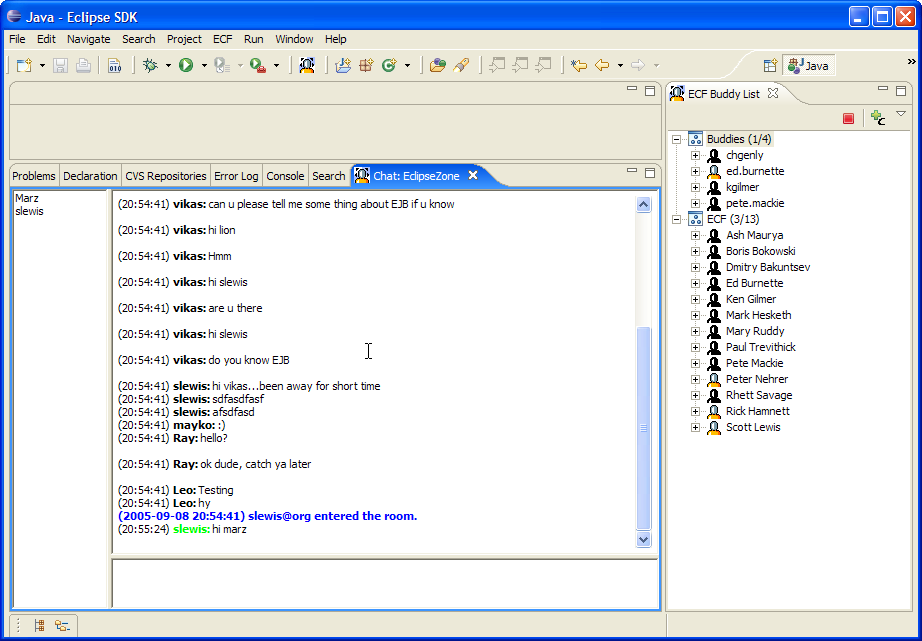 Java - Eclipse SDK
File Edit Navigate Search Project ECF Run Window Help
010
Java
»
ECF Buddy List
C
Buddies (1/4)
chgenly
ed.burnette
kgilmer
pete.mackie
ECF (3/13)
Ash Maurya
Boris Bokowski
Dmitry Bakuntsev
Ed Burnette
Ken Gilmer
Mark Hesketh
Mary Ruddy
Paul Trevithick
Pete Mackie
Peter Nehrer
Rhett Savage
Rick Hamnett
Scott Lewis
Problems Declaration CVS Repositories Error Log Console Search Chat: EclipseZone
Marz
slewis
(20:54:41) vikas: can u please tell me some thing about EJB if u know
(20:54:41) vikas: hi lion
(20:54:41) vikas: Hmm
(20:54:41) vikas: hi slewis
(20:54:41) vikas: are u there
(20:54:41) vikas: hi slewis
(20:54:41) vikas: do you know EJB
(20:54:41) slewis: hi vikas...been away for short time
(20:54:41) slewis: sdfasdfasf
(20:54:41) slewis: afsdfasd
(20:54:41) mayko: :)
(20:54:41) Ray: hello?
(20:54:41) Ray: ok dude, catch ya later
(20:54:41) Leo: Testing
(20:54:41) Leo: hy
(2005-09-08 20:54:41) slewis@org entered the room.
(20:55:24) slewis: hi marz